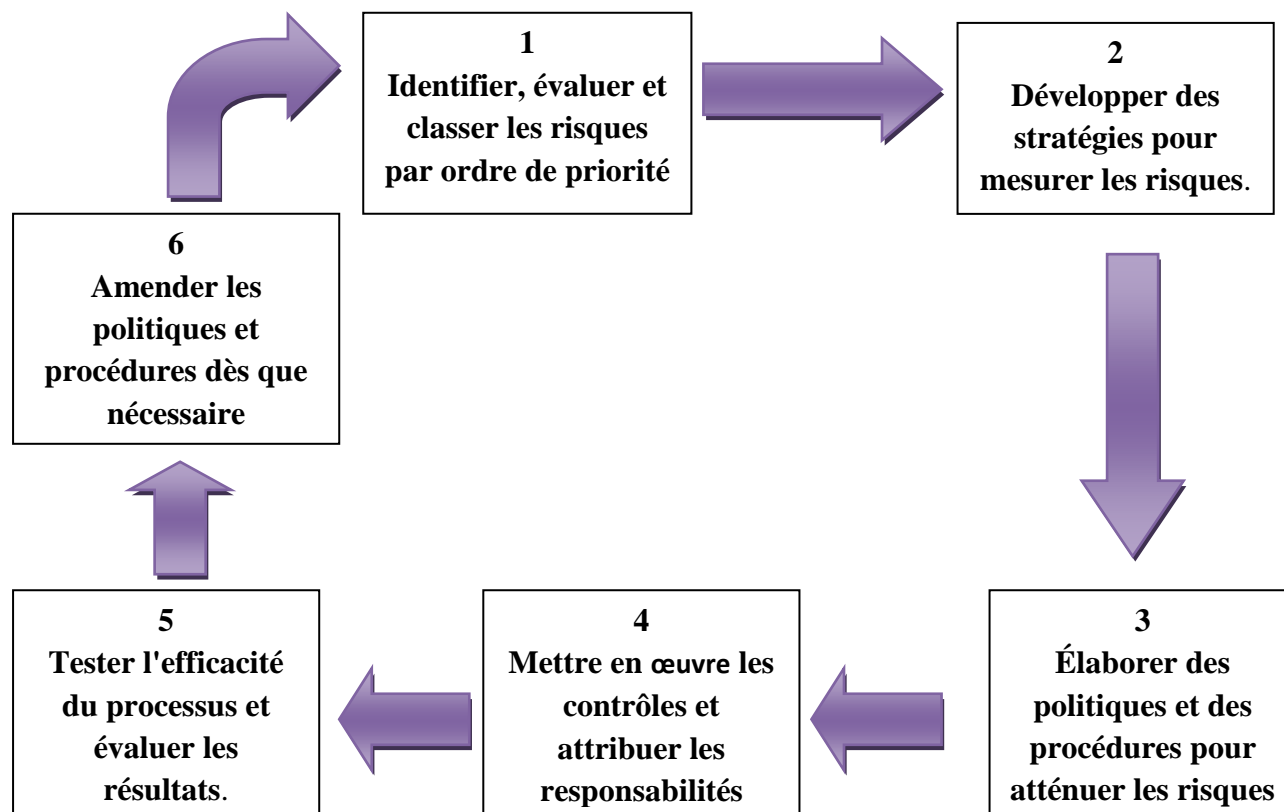 1
Identifier, évaluer et
classer les risques
par ordre de priorité
2
Développer des
stratégies pour
mesurer les risques.
3
Élaborer des
politiques et des
procédures pour
atténuer les risques
4
Mettre en œuvre les
contrôles et
attribuer les
responsabilités
5
Tester l'efficacité
du processus et
évaluer les
résultats.
6
Amender les
politiques et
procédures dès que
nécessaire